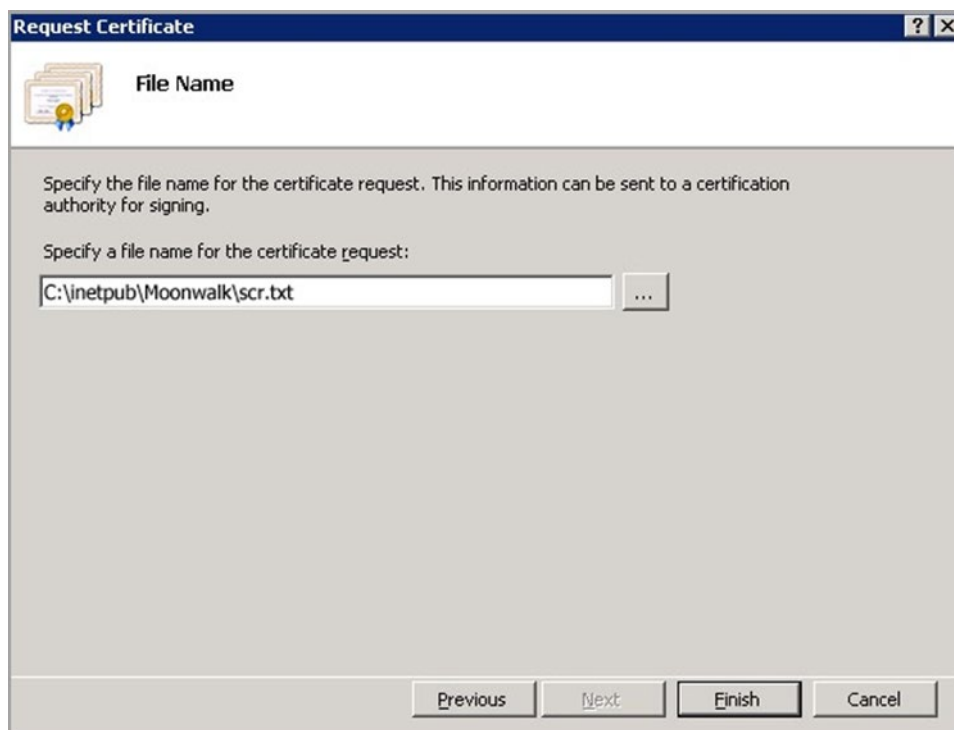 Request Certificate
File Name
Specify the file name for the certificate request. This information can be sent to a certification
authority for signing.
Specify a file name for the certificate request:
C:\inetpub\Moonwalk\scr.txt
...
Previous
Next
Finish
Cancel